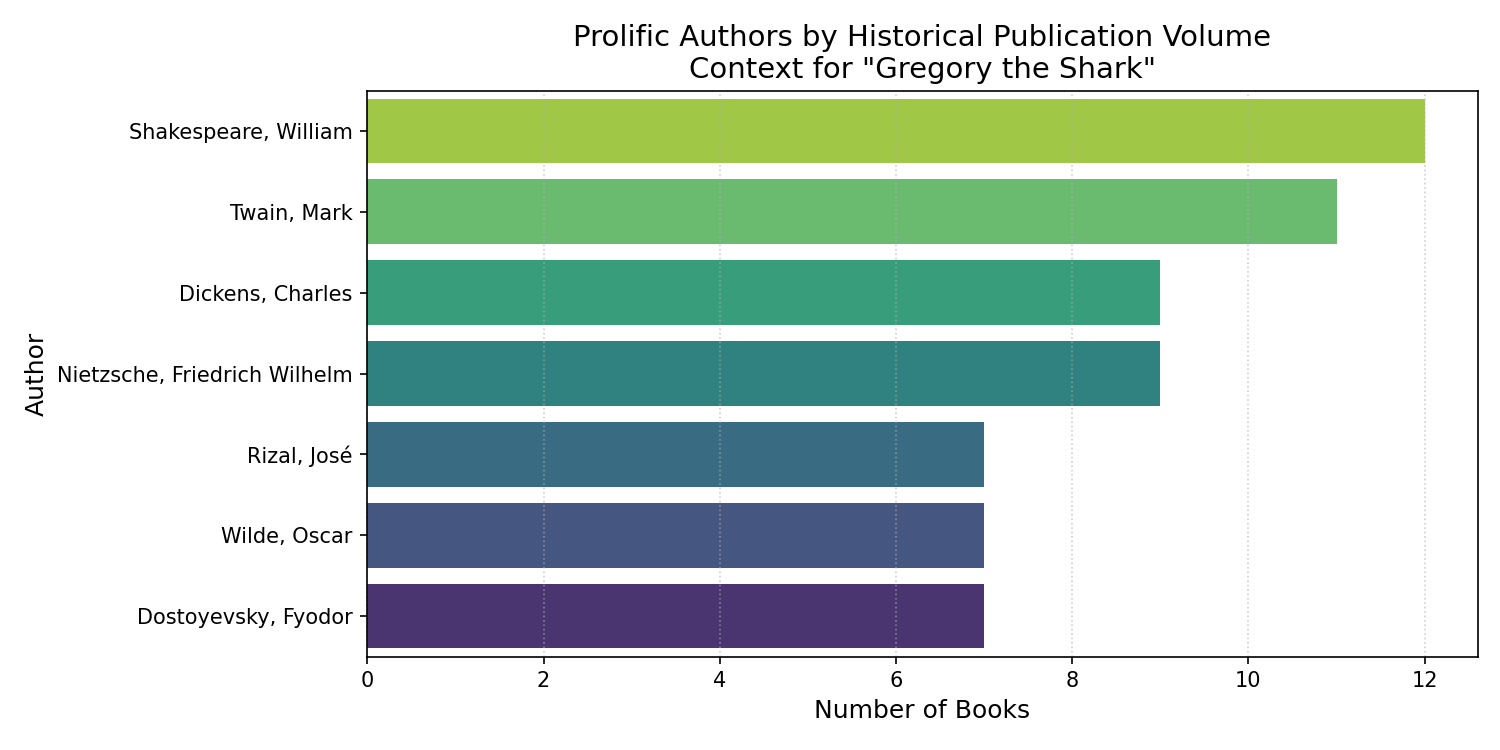 Prolific Authors by Historical Publication Volume
Context for "Gregory the Shark"
Shakespeare, William
Twain, Mark
Dickens, Charles
Nietzsche, Friedrich Wilhelm
Rizal, José
Wilde, Oscar
Dostoyevsky, Fyodor
Author
0 2 4 6 8 10 12
Number of Books